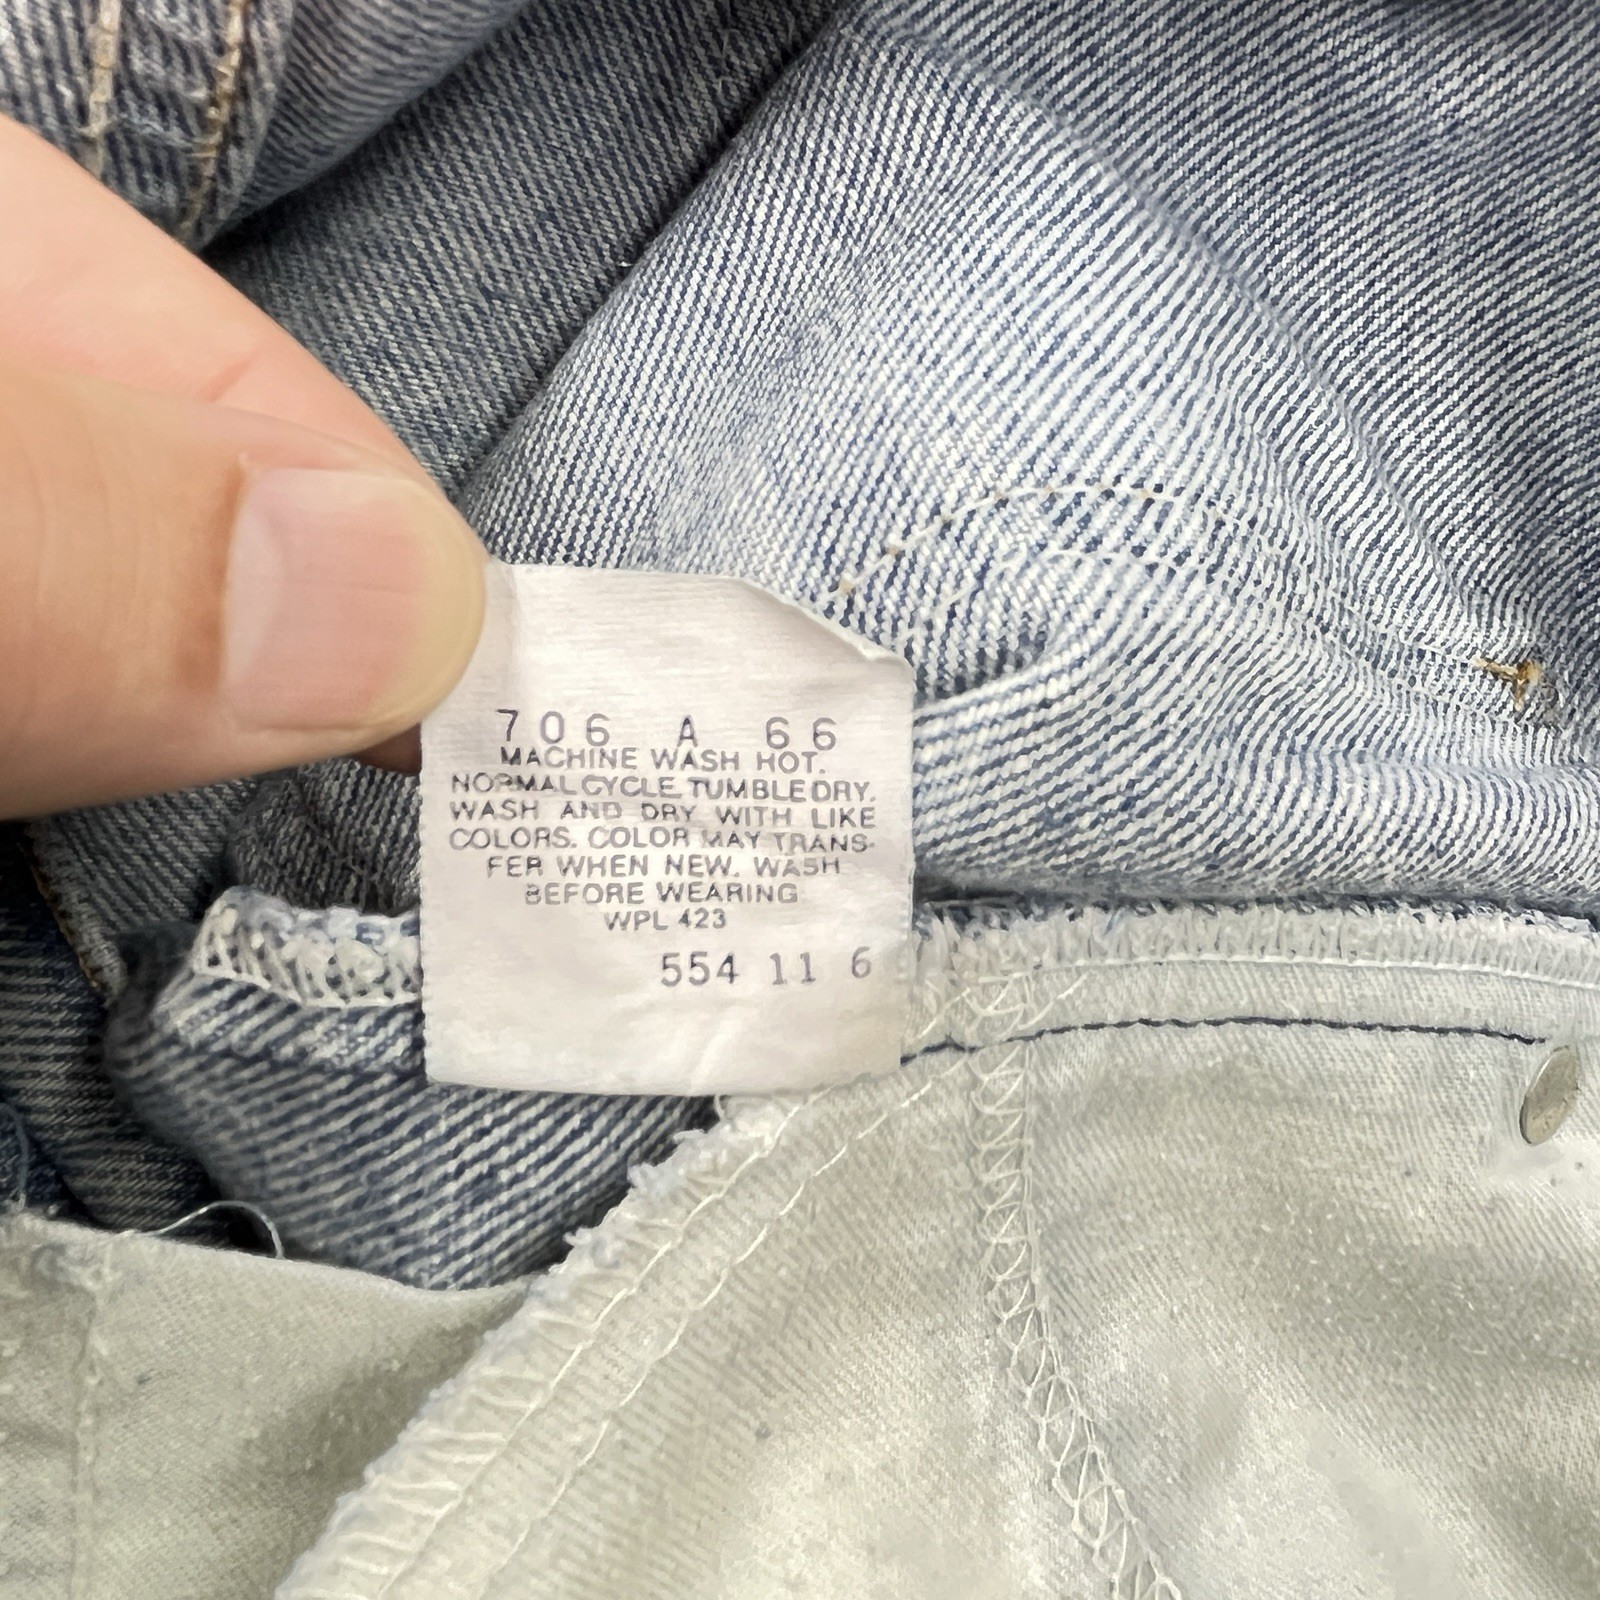 706 A 66
MACHINE WASH HOT.
NORMAL CYCLE TUMBLE DRY.
WASH AND DRY WITH LIKE
COLORS. COLOR MAY TRANS-
FER WHEN NEW. WASH
BEFORE WEARING
WPL 423
554 11 6